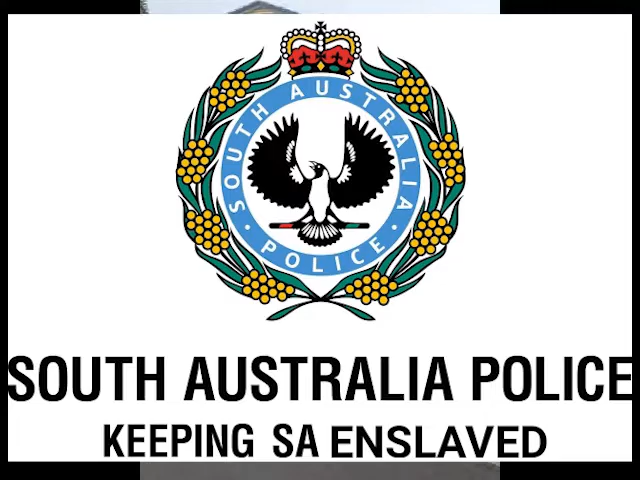 SOUTH AUSTRALIA
POLICE
SOUTH AUSTRALIA POLICE
KEEPING SA ENSLAVED